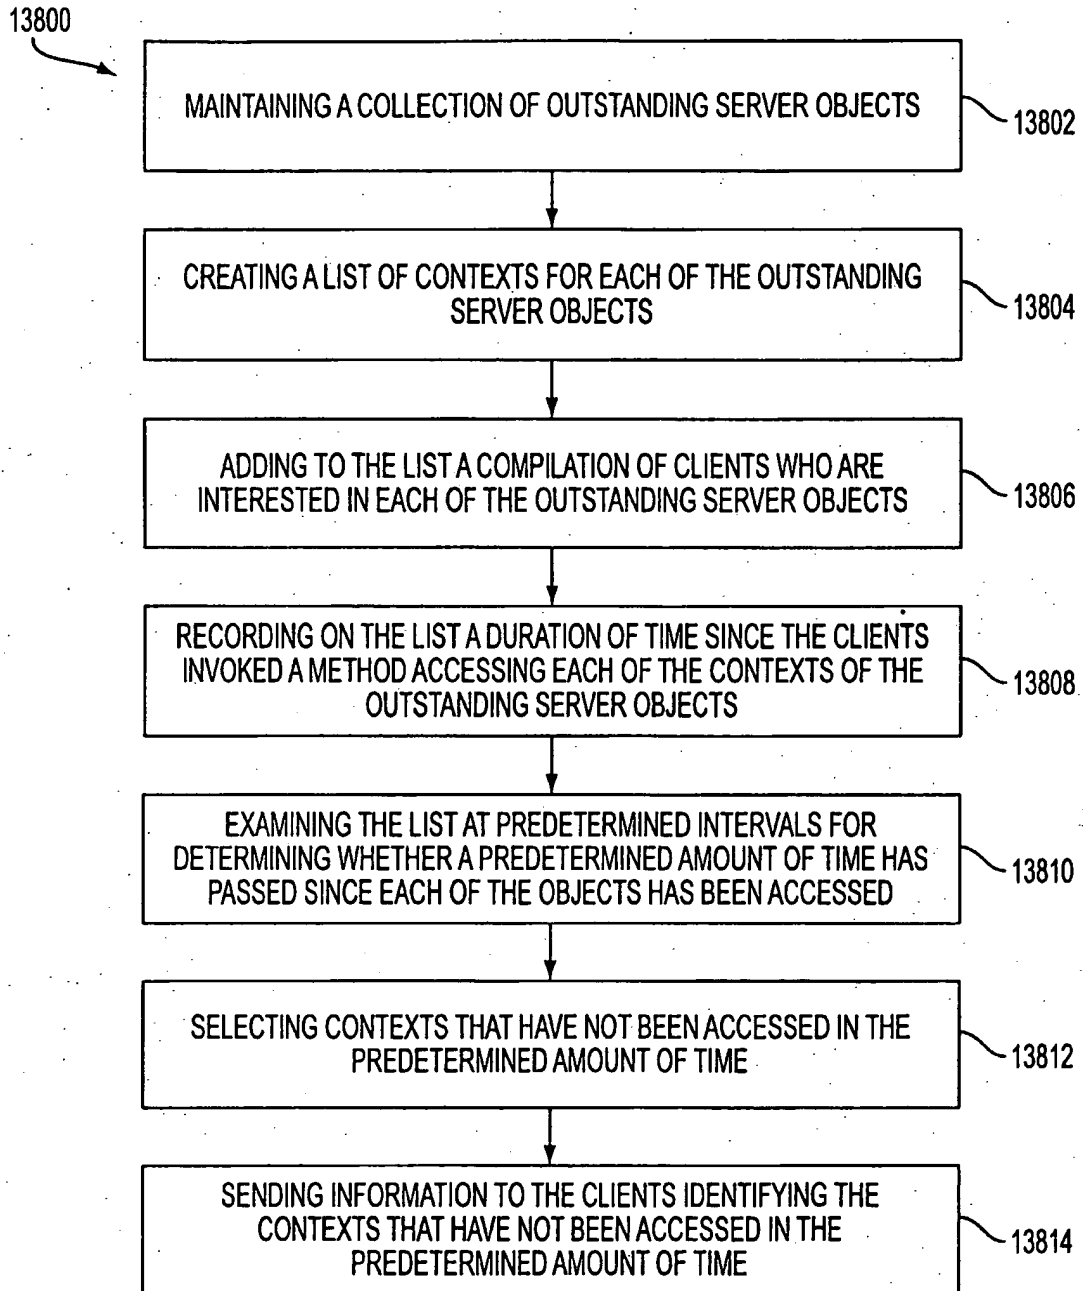 13800
MAINTAINING A COLLECTION OF OUTSTANDING SERVER OBJECTS
13802
CREATING A LIST OF CONTEXTS FOR EACH OF THE OUTSTANDING
SERVER OBJECTS
13804
ADDING TO THE LIST A COMPILATION OF CLIENTS WHO ARE
INTERESTED IN EACH OF THE OUTSTANDING SERVER OBJECTS
13806
RECORDING ON THE LIST A DURATION OF TIME SINCE THE CLIENTS
INVOKED A METHOD ACCESSING EACH OF THE CONTEXTS OF THE
OUTSTANDING SERVER OBJECTS
13808
EXAMINING THE LIST AT PREDETERMINED INTERVALS FOR
DETERMINING WHETHER A PREDETERMINED AMOUNT OF TIME HAS
PASSED SINCE EACH OF THE OBJECTS HAS BEEN ACCESSED
13810
SELECTING CONTEXTS THAT HAVE NOT BEEN ACCESSED IN THE
PREDETERMINED AMOUNT OF TIME
13812
SENDING INFORMATION TO THE CLIENTS IDENTIFYING THE
CONTEXTS THAT HAVE NOT BEEN ACCESSED IN THE
PREDETERMINED AMOUNT OF TIME
13814